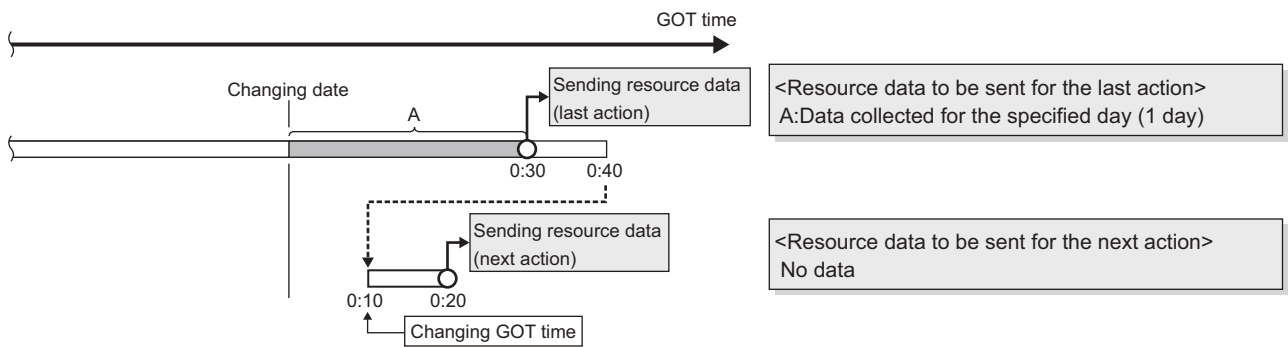 GOT time
Changing date
A
Sending resource data
(last action)
<Resource data to be sent for the last action>
A:Data collected for the specified day (1 day)
0:30
0:40
Sending resource data
(next action)
<Resource data to be sent for the next action>
No data
0:10
0:20
Changing GOT time